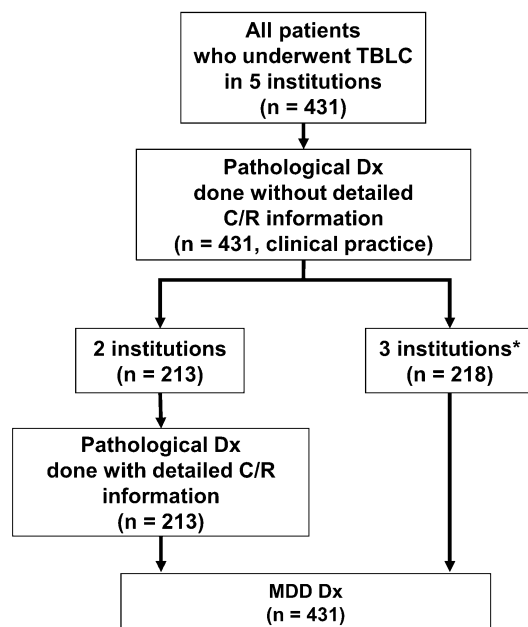 All patients
who underwent TBLC
in 5 institutions
(n = 431)
Pathological Dx
done without detailed
C/R information
(n = 431, clinical practice)
2 institutions
(n = 213)
3 institutions*
(n = 218)
Pathological Dx
done with detailed C/R
information
(n = 213)
MDD Dx
(n = 431)